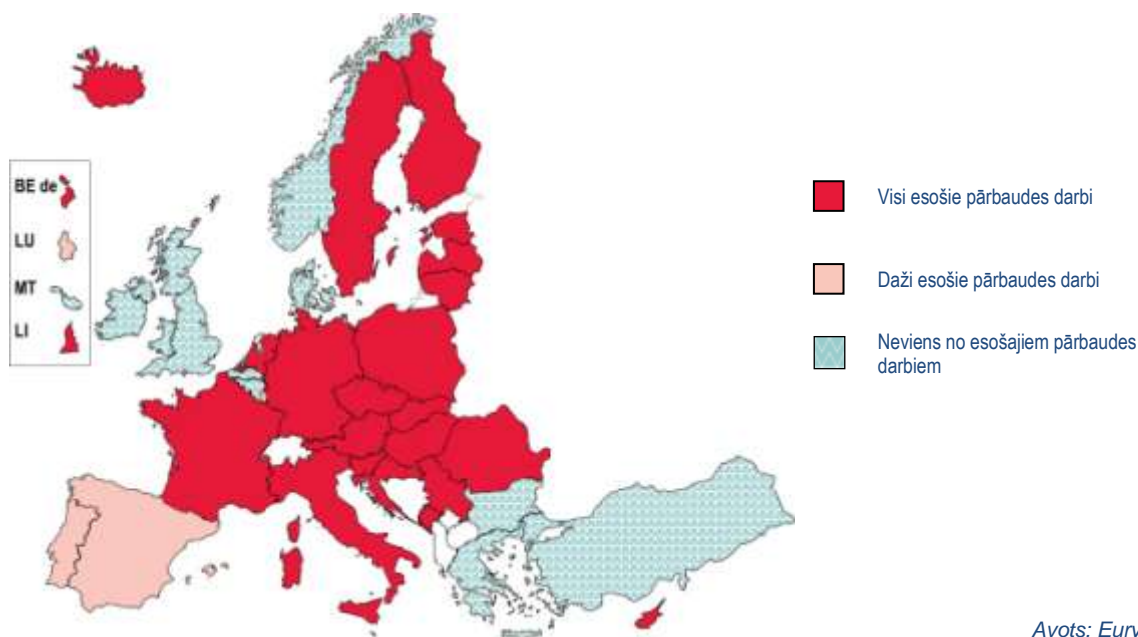 BE de
LU
MT
LI
Visi esošie pārbaudes darbi
Daži esošie pārbaudes darbi
Neviens no esošajiem pārbaudes
darbiem
Avots: